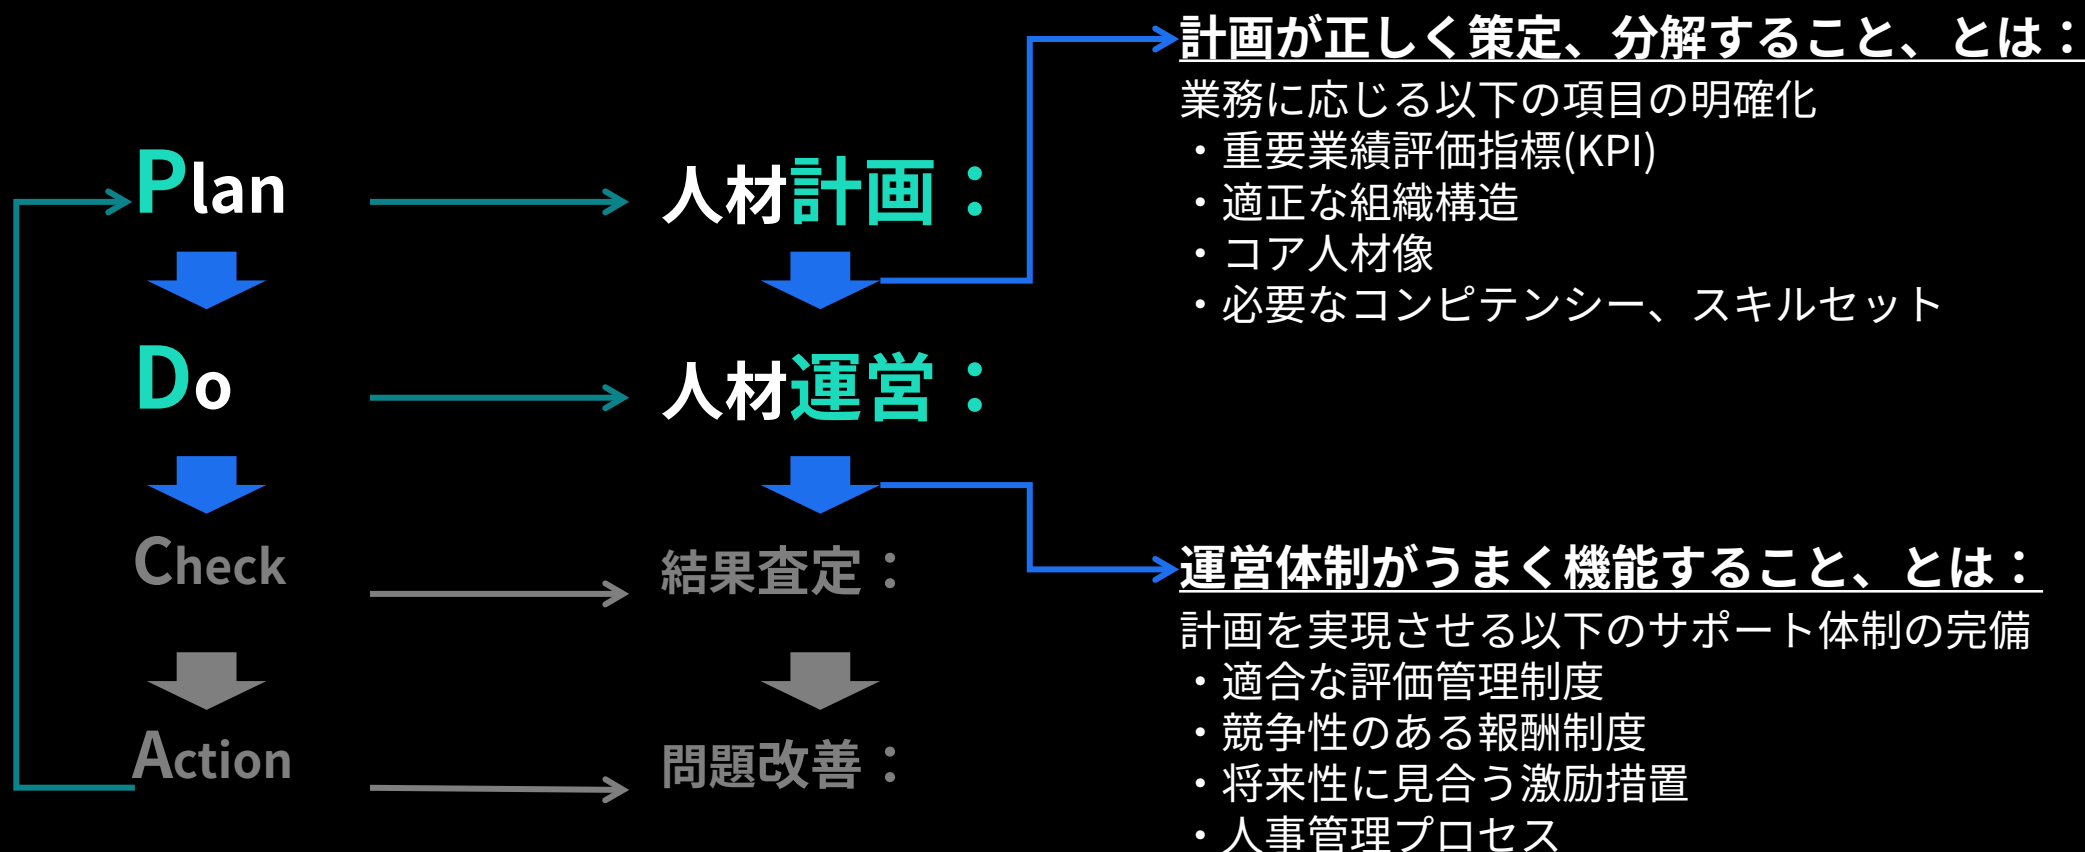 Plan
人材計画：
Do
人材運営：
Check
結果査定：
Action
問題改善：
計画が正しく策定、分解すること、とは：
業務に応じる以下の項目の明確化
・重要業績評価指標(KPI)
・適正な組織構造
・コア人材像
・必要なコンピテンシー、スキルセット
運営体制がうまく機能すること、とは：
計画を実現させる以下のサポート体制の完備
・適合な評価管理制度
・競争性のある報酬制度
・将来性に見合う激励措置
・人事管理プロセス